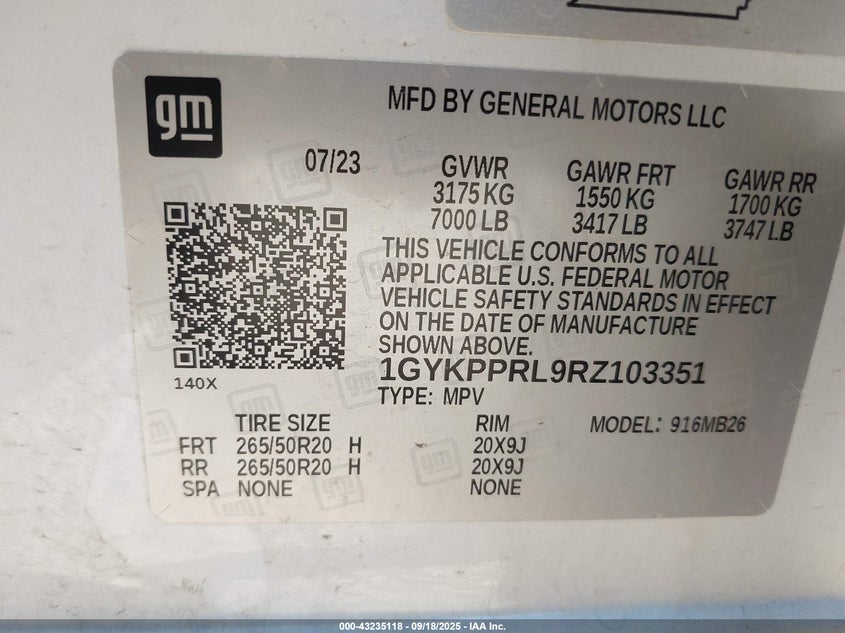 gm
MFD BY GENERAL MOTORS LLC
07/23 GVWR GAWR FRT GAWR RR
3175 KG 1550 KG 1700 KG
7000 LB 3417 LB 3747 LB
THIS VEHICLE CONFORMS TO ALL
APPLICABLE U.S. FEDERAL MOTOR
VEHICLE SAFETY STANDARDS IN EFFECT
ON THE DATE OF MANUFACTURE
SHOWN ABOVE.
140X
1GYKPPRL9RZ103351
TYPE: MPV
TIRE SIZE RIM MODEL: 916MB26
FRT 265/50R20 H 20X9J
RR 265/50R20 H 20X9J
SPA NONE NONE
000-43235118 - 09/18/2025 - IAA Inc.